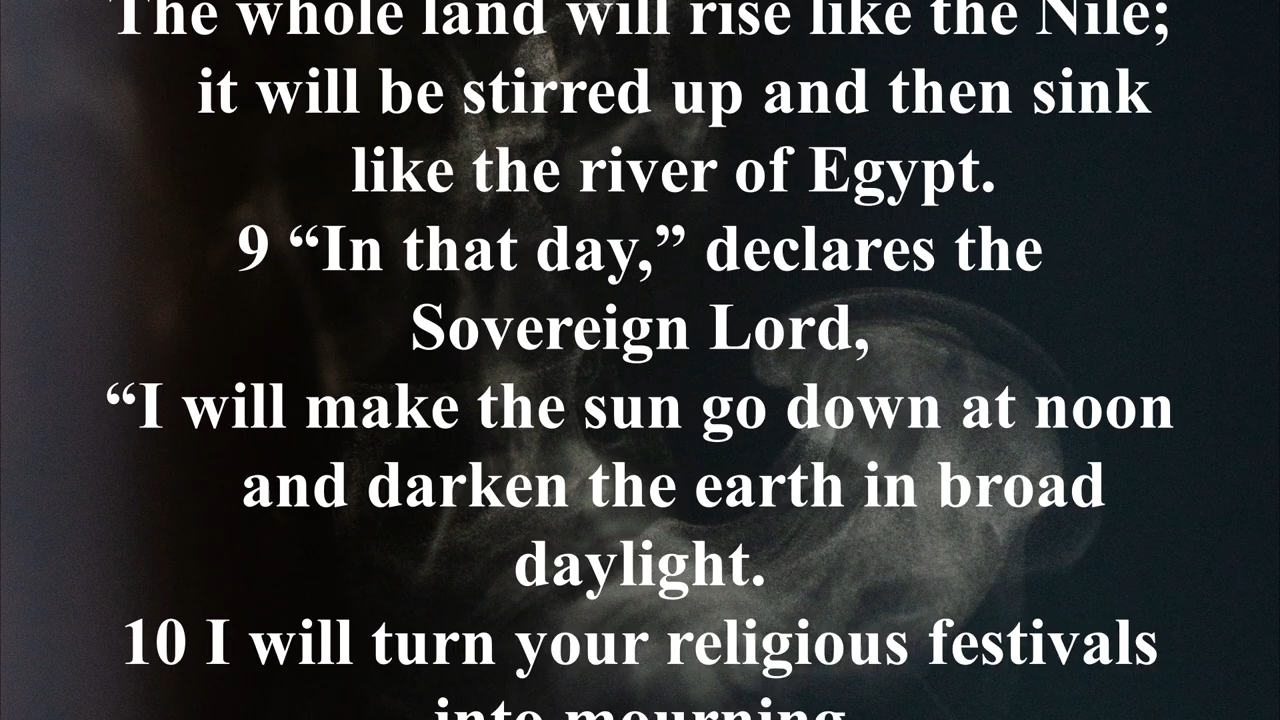 The whole land will rise like the Nile;
it will be stirred up and then sink
like the river of Egypt.
9 “In that day,” declares the
Sovereign Lord,
“I will make the sun go down at noon
and darken the earth in broad
daylight.
10 I will turn your religious festivals
into mourning